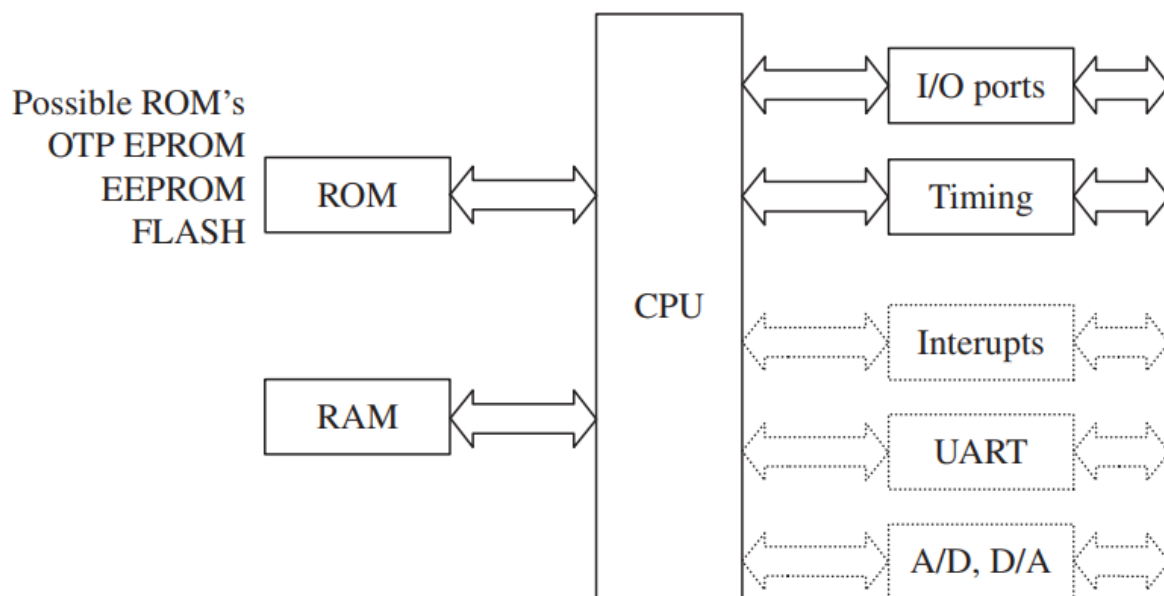 Possible ROM's
OTP EPROM
EEPROM
FLASH
ROM
RAM
CPU
I/O ports
Timing
Interupts
UART
A/D, D/A